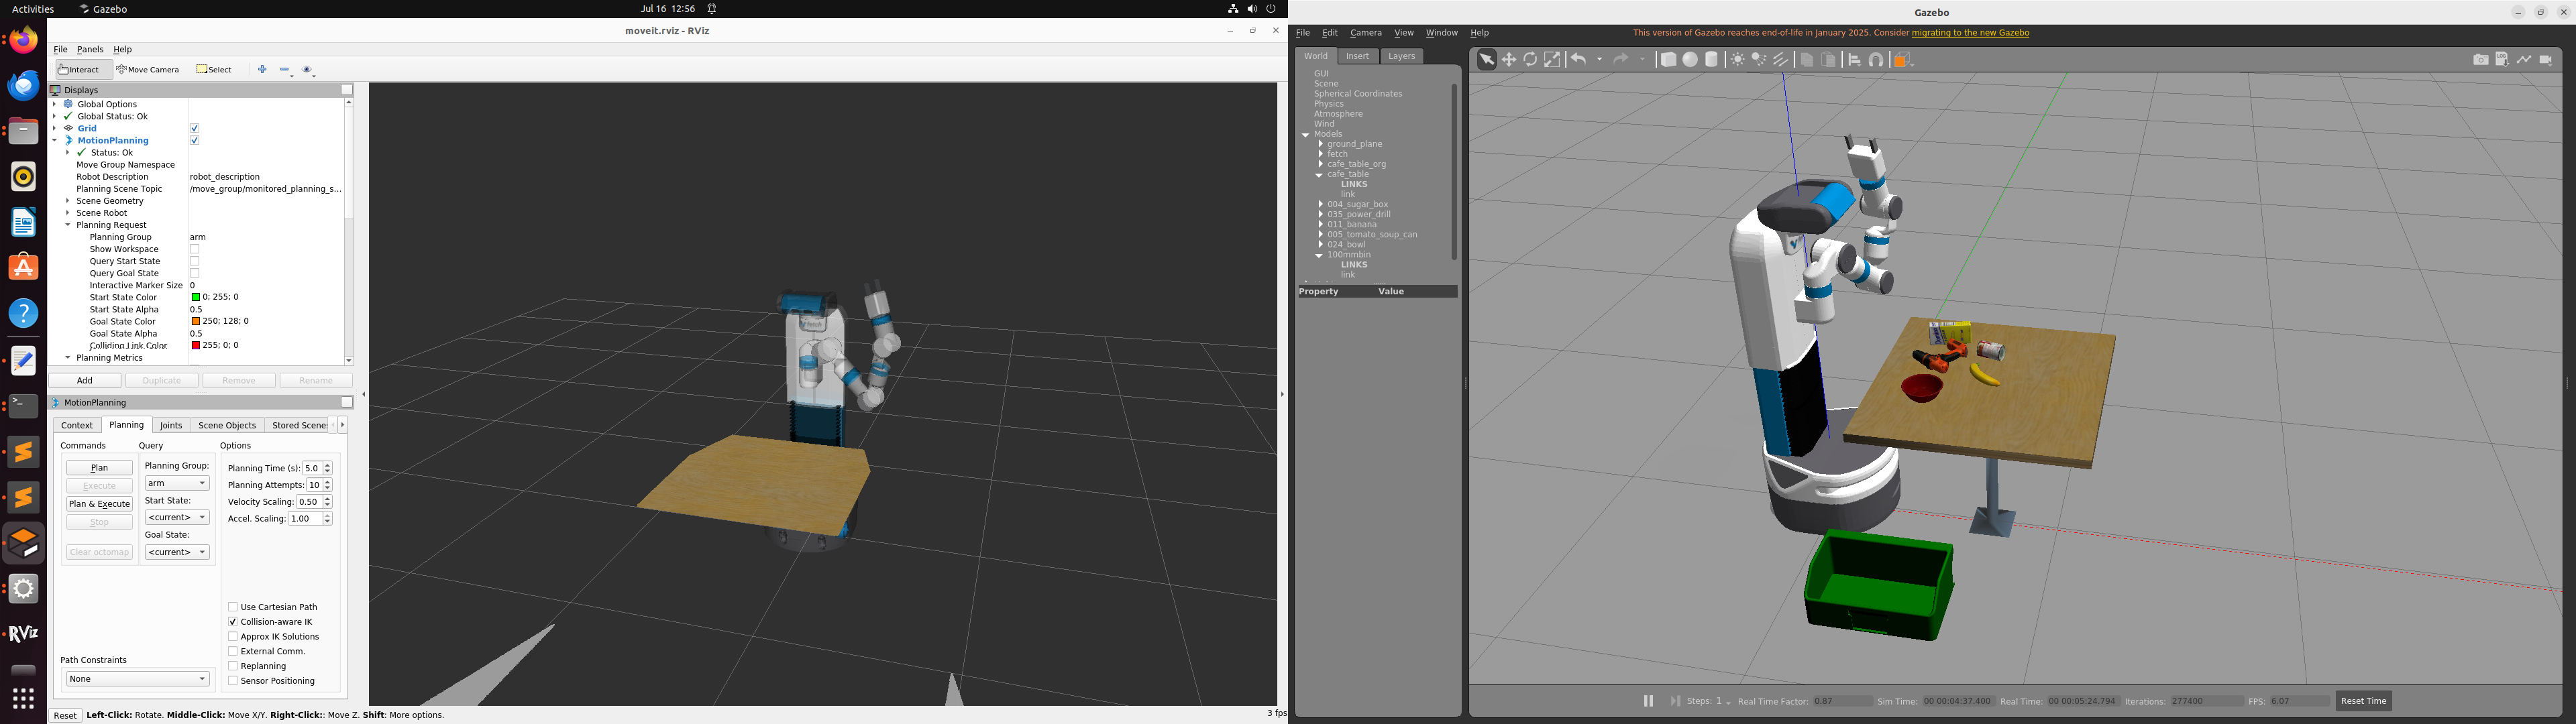 Activities
Gazebo
Jul 16 12:56
moveit.rviz - RViz
File Panels Help
Interact Move Camera Select
Displays
Global Options
Global Status: Ok
Grid
MotionPlanning
Status: Ok
Move Group Namespace
Robot Description robot_description
Planning Scene Topic /move_group/monitored_planning_s...
Scene Geometry
Scene Robot
Planning Request
Planning Group arm
Show Workspace
Query Start State
Query Goal State
Interactive Marker Size 0
Start State Color 0; 255; 0
Start State Alpha 0.5
Goal State Color 250; 128; 0
Goal State Alpha 0.5
Colliding Link Color 255; 0; 0
Planning Metrics
Add Duplicate Remove Rename
MotionPlanning
Context Planning Joints Scene Objects Stored Scenes
Commands Query Options
Plan
Execute
Plan & Execute
Stop
Clear octomap
Planning Group:
arm
Start State:
<current>
Goal State:
<current>
Planning Time (s): 5.0
Planning Attempts: 10
Velocity Scaling: 0.50
Accel. Scaling: 1.00
Use Cartesian Path
Collision-aware IK
Approx IK Solutions
External Comm.
Replanning
Sensor Positioning
Path Constraints
None
Reset Left-Click: Rotate. Middle-Click: Move X/Y. Right-Click:: Move Z. Shift: More options.
3 fps
RViz
fetch
Gazebo
File Edit Camera View Window Help
This version of Gazebo reaches end-of-life in January 2025. Consider migrating to the new Gazebo
World Insert Layers
GUI
Scene
Spherical Coordinates
Physics
Atmosphere
Wind
Models
ground_plane
fetch
cafe_table_org
cafe_table
LINKS
link
004_sugar_box
035_power_drill
011_banana
005_tomato_soup_can
024_bowl
100mmbin
LINKS
link
Property Value
Steps: 1 Real Time Factor: 0.87 Sim Time: 00 00:04:37.400 Real Time: 00 00:05:24.794 Iterations: 277400 FPS: 6.07 Reset Time